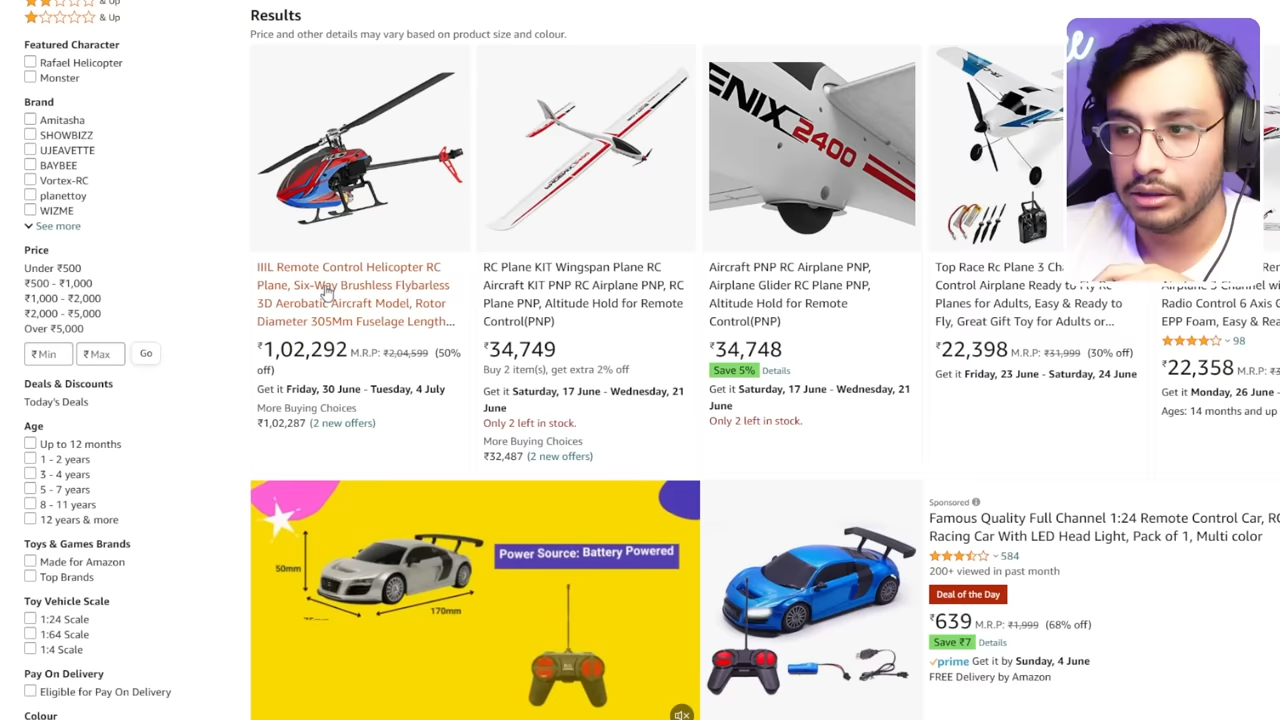 & Up
& Up
Featured Character
Rafael Helicopter
Monster
Brand
Amitasha
SHOWBIZZ
UJEAVETTE
BAYBEE
Vortex-RC
planettoy
WIZME
See more
Price
Under ₹500
₹500 - ₹1,000
₹1,000 - ₹2,000
₹2,000 - ₹5,000
Over ₹5,000
₹ Min
₹ Max
Go
Deals & Discounts
Today's Deals
Age
Up to 12 months
1 - 2 years
3 - 4 years
5 - 7 years
8 - 11 years
12 years & more
Toys & Games Brands
Made for Amazon
Top Brands
Toy Vehicle Scale
1:24 Scale
1:64 Scale
1:4 Scale
Pay On Delivery
Eligible for Pay On Delivery
Colour
Results
Price and other details may vary based on product size and colour.
IIIL Remote Control Helicopter RC
Plane, Six-Way Brushless Flybarless
3D Aerobatic Aircraft Model, Rotor
Diameter 305Mm Fuselage Length...
₹1,02,292 M.R.P: ₹2,04,599 (50%
off)
Get it Friday, 30 June - Tuesday, 4 July
More Buying Choices
₹1,02,287 (2 new offers)
RC Plane KIT Wingspan Plane RC
Aircraft KIT PNP RC Airplane PNP, RC
Plane PNP, Altitude Hold for Remote
Control(PNP)
₹34,749
Buy 2 item(s), get extra 2% off
Get it Saturday, 17 June - Wednesday, 21
June
Only 2 left in stock.
More Buying Choices
₹32,487 (2 new offers)
ENIX 2400
Aircraft PNP RC Airplane PNP,
Airplane Glider RC Plane PNP,
Altitude Hold for Remote
Control(PNP)
₹34,748
Save 5% Details
Get it Saturday, 17 June - Wednesday, 21
June
Only 2 left in stock.
Top Race Rc Plane 3 Ch
Control Airplane Ready to Fly Rc
Planes for Adults, Easy & Ready to
Fly, Great Gift Toy for Adults or...
₹22,398 M.R.P: ₹31,999 (30% off)
Get it Friday, 23 June - Saturday, 24 June
Airplane 3 Channel wi
Radio Control 6 Axis G
EPP Foam, Easy & Rea
98
₹22,358 M.R.P: ₹3
Get it Monday, 26 June -
Ages: 14 months and up
50mm
170mm
Power Source: Battery Powered
Sponsored
Famous Quality Full Channel 1:24 Remote Control Car, RC
Racing Car With LED Head Light, Pack of 1, Multi color
584
200+ viewed in past month
Deal of the Day
₹639 M.R.P: ₹1,999 (68% off)
Save ₹7 Details
prime Get it by Sunday, 4 June
FREE Delivery by Amazon